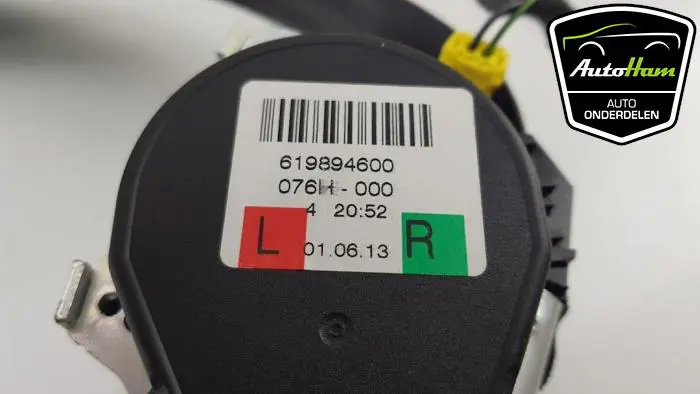 619894600
076H-000
4 20:52
L 01.06.13 R
AutoHam
AUTO
ONDERDELEN